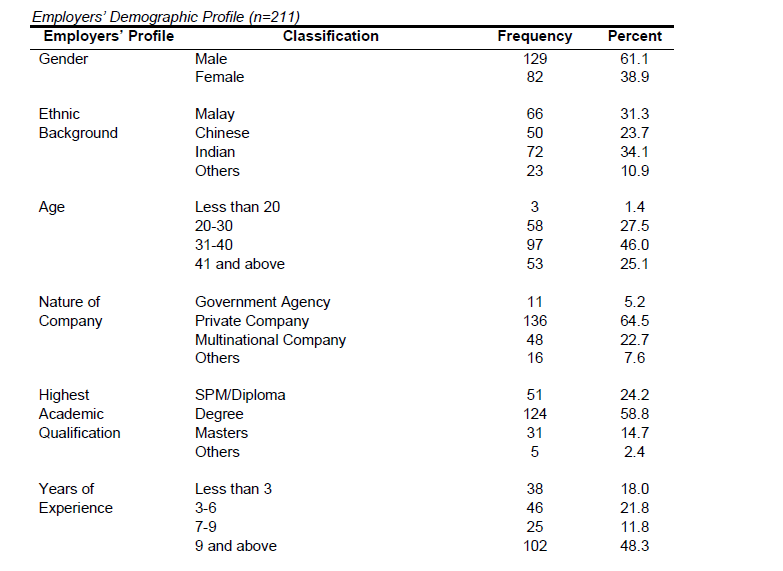 Employers' Demographic Profile (n=211)
Employers' Profile Classification Frequency Percent
Gender Male 129 61.1
Female 82 38.9
Ethnic Malay 66 31.3
Background Chinese 50 23.7
Indian 72 34.1
Others 23 10.9
Age Less than 20 3 1.4
20-30 58 27.5
31-40 97 46.0
41 and above 53 25.1
Nature of Government Agency 11 5.2
Company Private Company 136 64.5
Multinational Company 48 22.7
Others 16 7.6
Highest SPM/Diploma 51 24.2
Academic Degree 124 58.8
Qualification Masters 31 14.7
Others 5 2.4
Years of Less than 3 38 18.0
Experience 3-6 46 21.8
7-9 25 11.8
9 and above 102 48.3